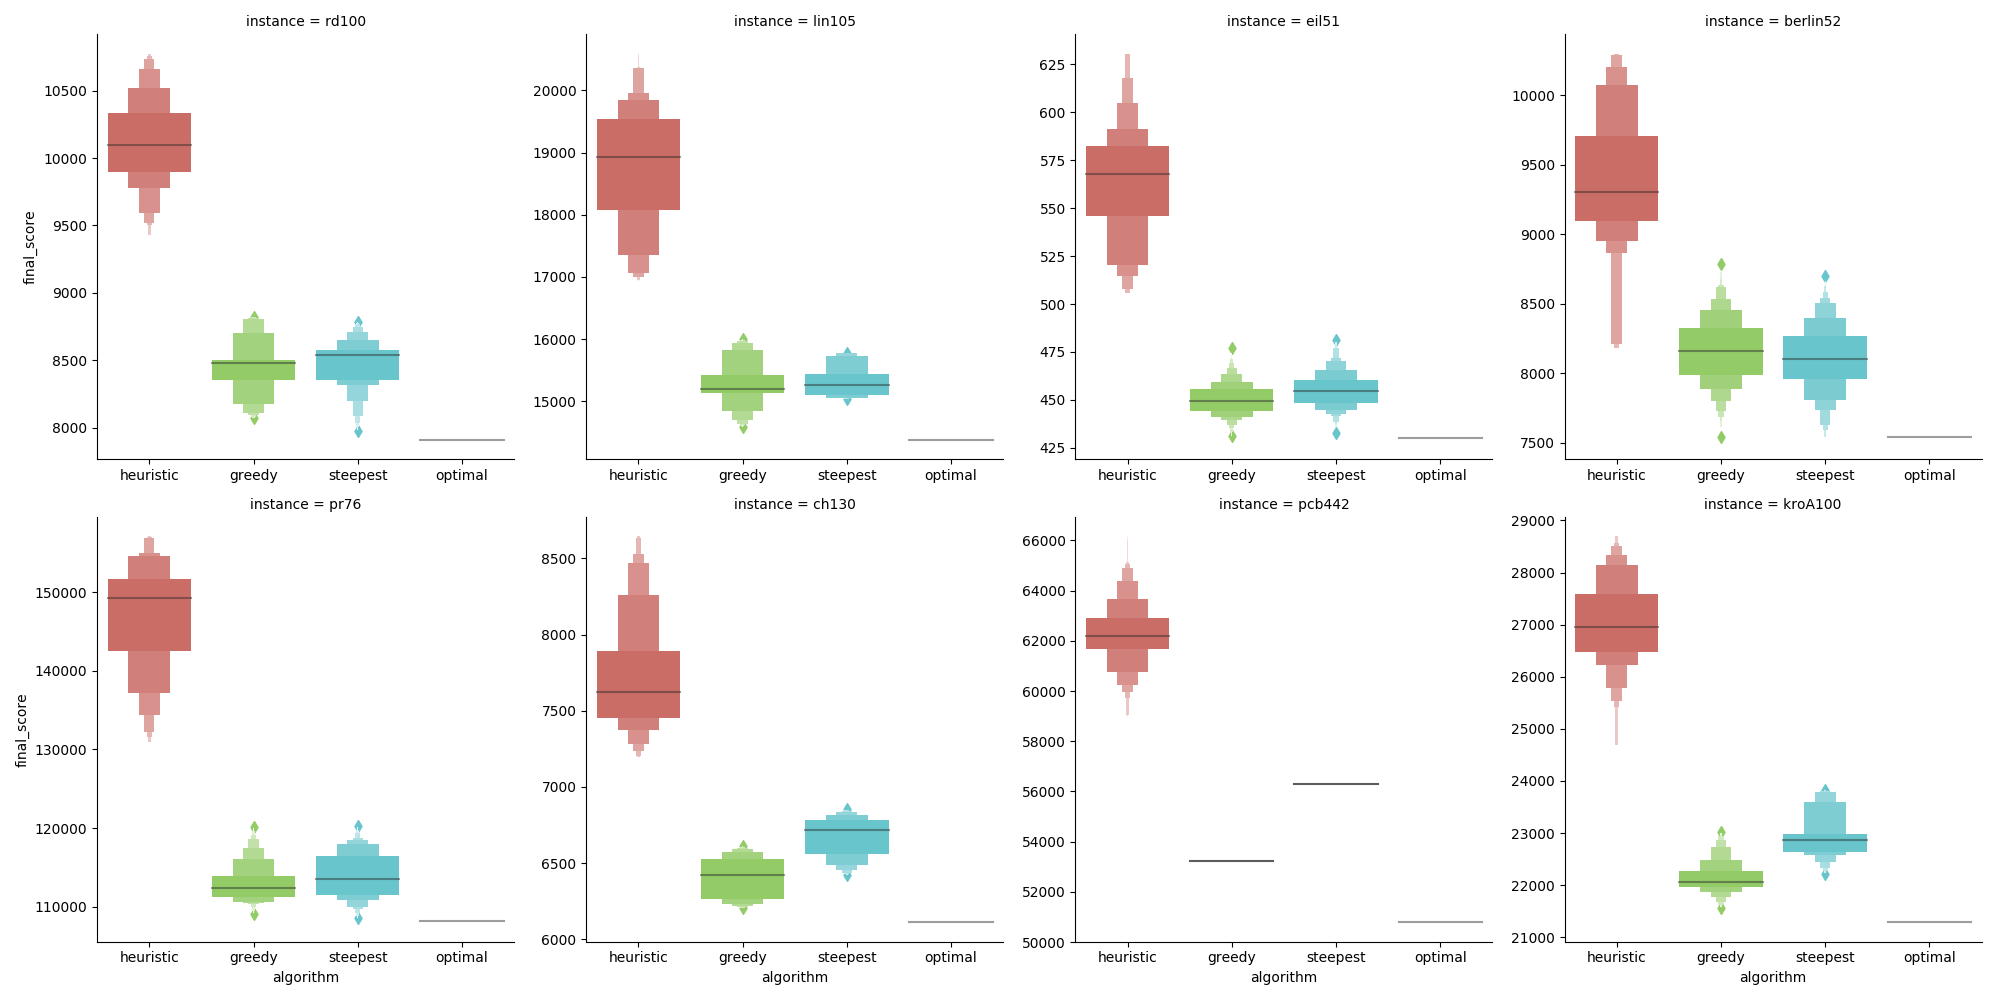 instance = rd100
final_score
10500
10000
9500
9000
8500
8000
heuristic greedy steepest optimal
instance = lin105
20000
19000
18000
17000
16000
15000
heuristic greedy steepest optimal
instance = eil51
625
600
575
550
525
500
475
450
425
heuristic greedy steepest optimal
instance = berlin52
10000
9500
9000
8500
8000
7500
heuristic greedy steepest optimal
instance = pr76
final_score
150000
140000
130000
120000
110000
heuristic greedy steepest optimal
algorithm
instance = ch130
8500
8000
7500
7000
6500
6000
heuristic greedy steepest optimal
algorithm
instance = pcb442
66000
64000
62000
60000
58000
56000
54000
52000
50000
heuristic greedy steepest optimal
algorithm
instance = kroA100
29000
28000
27000
26000
25000
24000
23000
22000
21000
heuristic greedy steepest optimal
algorithm